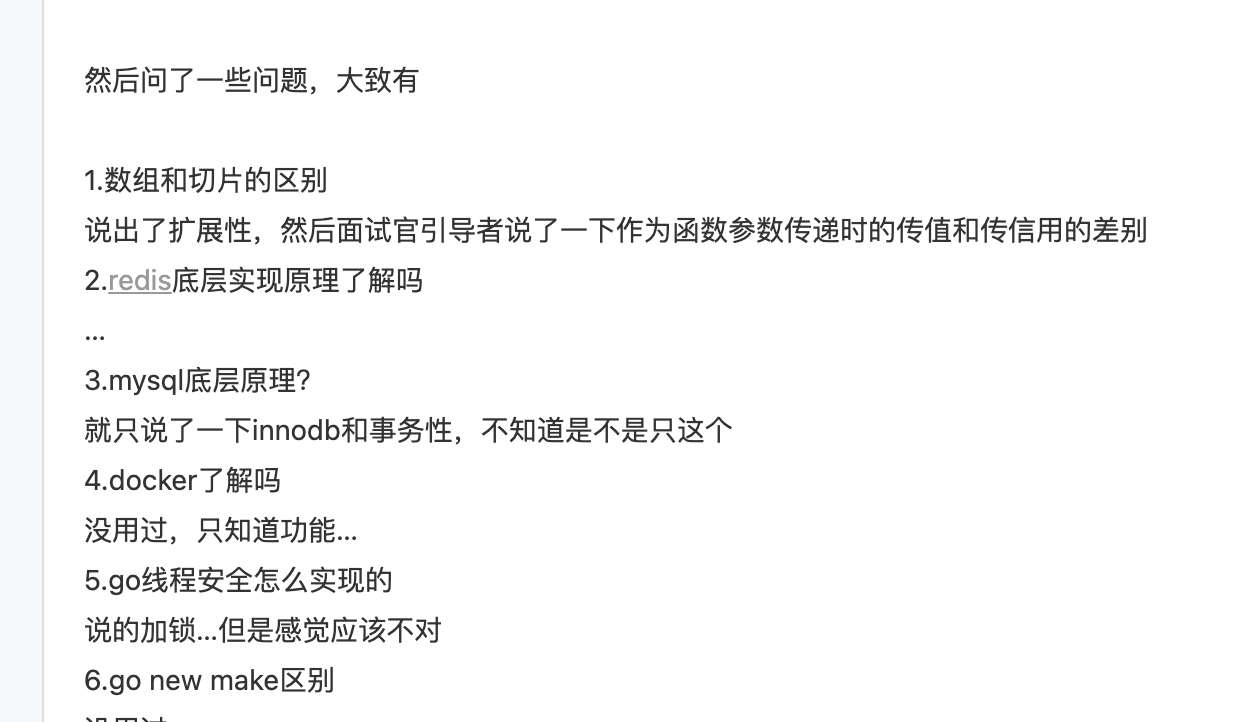 然后问了一些问题，大致有
1.数组和切片的区别
说出了扩展性，然后面试官引导者说了一下作为函数参数传递时的传值和传信用的差别
2.redis底层实现原理了解吗
...
3.mysql底层原理？
就只说了一下innodb和事务性，不知道是不是只这个
4.docker了解吗
没用过，只知道功能...
5.go线程安全怎么实现的
说的加锁...但是感觉应该不对
6.go new make区别